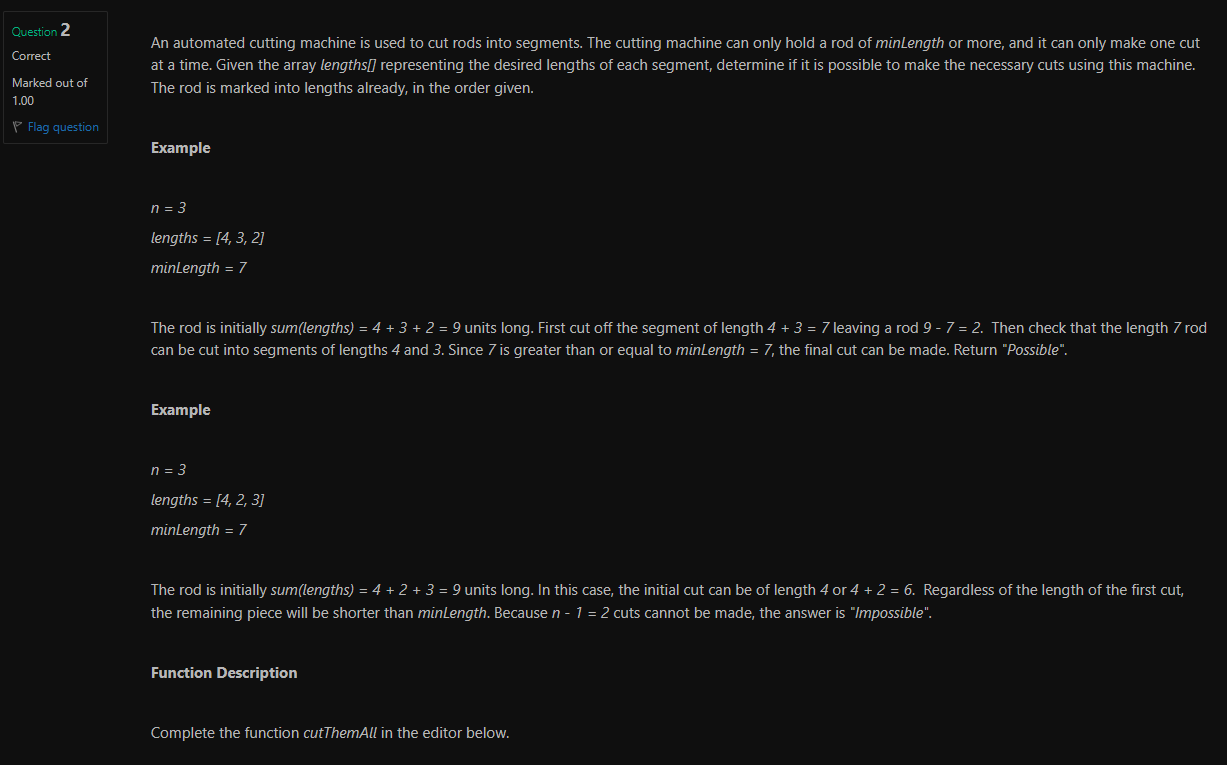 Question 2
Correct
Marked out of
1.00
Flag question
An automated cutting machine is used to cut rods into segments. The cutting machine can only hold a rod of minLength or more, and it can only make one cut
at a time. Given the array lengths[] representing the desired lengths of each segment, determine if it is possible to make the necessary cuts using this machine.
The rod is marked into lengths already, in the order given.
Example
n = 3
lengths = [4, 3, 2]
minLength = 7
The rod is initially sum(lengths) = 4 + 3 + 2 = 9 units long. First cut off the segment of length 4 + 3 = 7 leaving a rod 9 - 7 = 2. Then check that the length 7 rod
can be cut into segments of lengths 4 and 3. Since 7 is greater than or equal to minLength = 7, the final cut can be made. Return "Possible".
Example
n = 3
lengths = [4, 2, 3]
minLength = 7
The rod is initially sum(lengths) = 4 + 2 + 3 = 9 units long. In this case, the initial cut can be of length 4 or 4 + 2 = 6. Regardless of the length of the first cut,
the remaining piece will be shorter than minLength. Because n - 1 = 2 cuts cannot be made, the answer is "Impossible".
Function Description
Complete the function cutThemAll in the editor below.